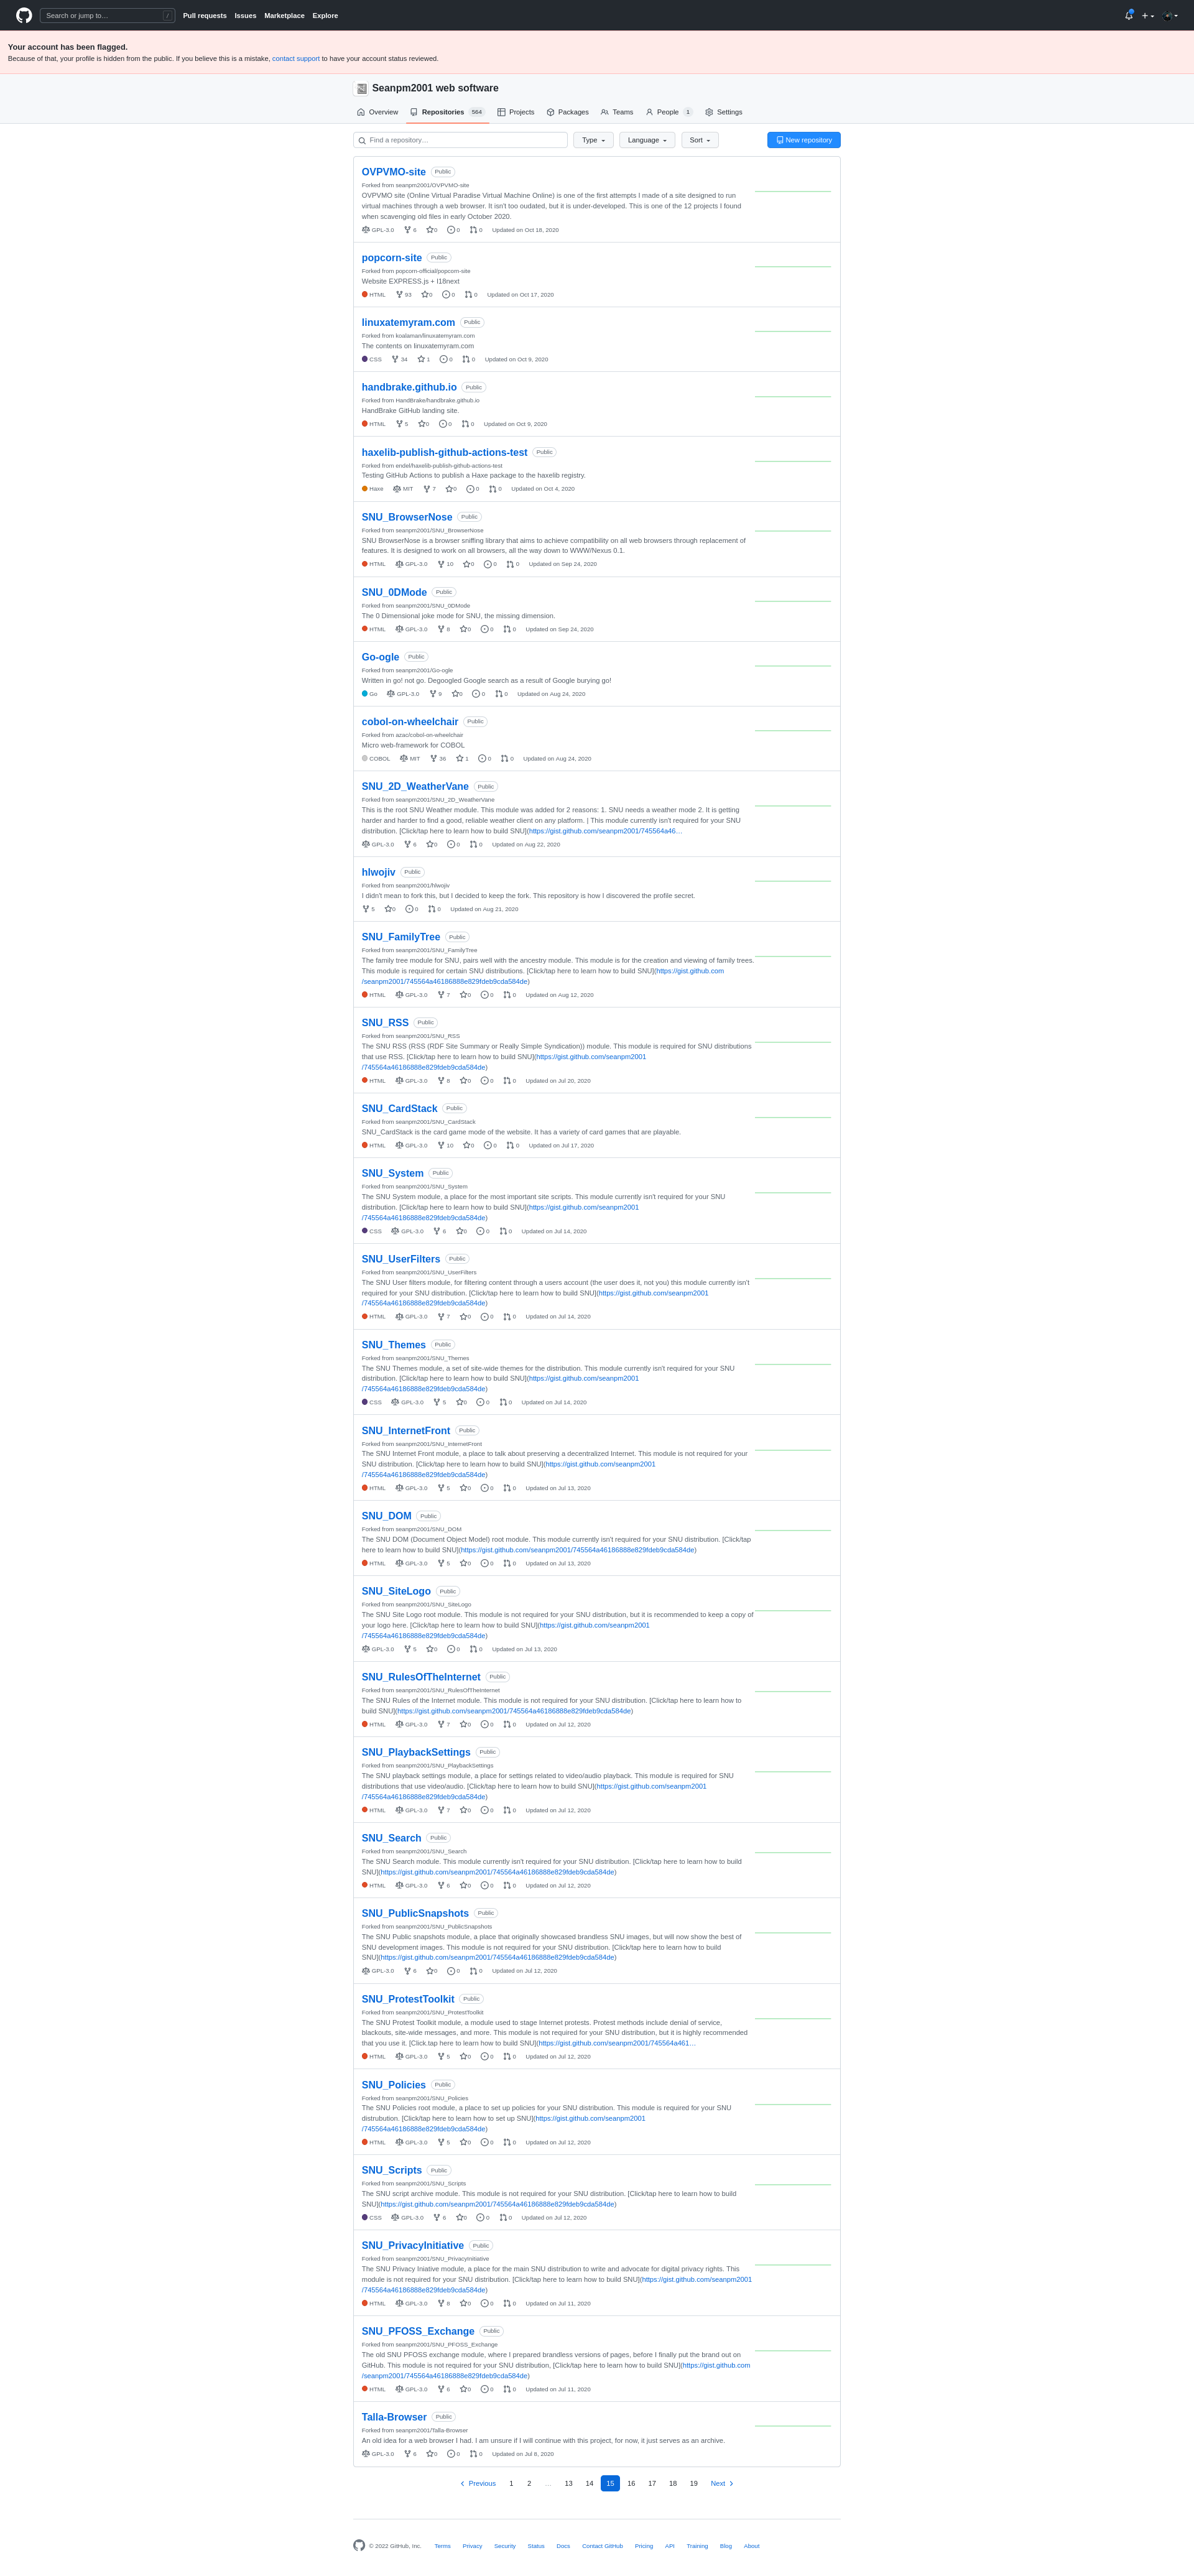 Search or jump to… /
Pull requests Issues Marketplace Explore
Your account has been flagged.
Because of that, your profile is hidden from the public. If you believe this is a mistake, contact support to have your account status reviewed.
Seanpm2001 web software
Overview Repositories 564 Projects Packages Teams People 1 Settings
Find a repository… Type Language Sort New repository
OVPVMO-site Public
Forked from seanpm2001/OVPVMO-site
OVPVMO site (Online Virtual Paradise Virtual Machine Online) is one of the first attempts I made of a site designed to run
virtual machines through a web browser. It isn't too oudated, but it is under-developed. This is one of the 12 projects I found
when scavenging old files in early October 2020.
GPL-3.0 6 0 0 0 Updated on Oct 18, 2020
popcorn-site Public
Forked from popcorn-official/popcorn-site
Website EXPRESS.js + I18next
HTML 93 0 0 0 Updated on Oct 17, 2020
linuxatemyram.com Public
Forked from koalaman/linuxatemyram.com
The contents on linuxatemyram.com
CSS 34 1 0 0 Updated on Oct 9, 2020
handbrake.github.io Public
Forked from HandBrake/handbrake.github.io
HandBrake GitHub landing site.
HTML 5 0 0 0 Updated on Oct 9, 2020
haxelib-publish-github-actions-test Public
Forked from endel/haxelib-publish-github-actions-test
Testing GitHub Actions to publish a Haxe package to the haxelib registry.
Haxe MIT 7 0 0 0 Updated on Oct 4, 2020
SNU_BrowserNose Public
Forked from seanpm2001/SNU_BrowserNose
SNU BrowserNose is a browser sniffing library that aims to achieve compatibility on all web browsers through replacement of
features. It is designed to work on all browsers, all the way down to WWW/Nexus 0.1.
HTML GPL-3.0 10 0 0 0 Updated on Sep 24, 2020
SNU_0DMode Public
Forked from seanpm2001/SNU_0DMode
The 0 Dimensional joke mode for SNU, the missing dimension.
HTML GPL-3.0 8 0 0 0 Updated on Sep 24, 2020
Go-ogle Public
Forked from seanpm2001/Go-ogle
Written in go! not go. Degoogled Google search as a result of Google burying go!
Go GPL-3.0 9 0 0 0 Updated on Aug 24, 2020
cobol-on-wheelchair Public
Forked from azac/cobol-on-wheelchair
Micro web-framework for COBOL
COBOL MIT 36 1 0 0 Updated on Aug 24, 2020
SNU_2D_WeatherVane Public
Forked from seanpm2001/SNU_2D_WeatherVane
This is the root SNU Weather module. This module was added for 2 reasons: 1. SNU needs a weather mode 2. It is getting
harder and harder to find a good, reliable weather client on any platform. | This module currently isn't required for your SNU
distribution. [Click/tap here to learn how to build SNU](https://gist.github.com/seanpm2001/745564a46…
GPL-3.0 6 0 0 0 Updated on Aug 22, 2020
hlwojiv Public
Forked from seanpm2001/hlwojiv
I didn't mean to fork this, but I decided to keep the fork. This repository is how I discovered the profile secret.
5 0 0 0 Updated on Aug 21, 2020
SNU_FamilyTree Public
Forked from seanpm2001/SNU_FamilyTree
The family tree module for SNU, pairs well with the ancestry module. This module is for the creation and viewing of family trees.
This module is required for certain SNU distributions. [Click/tap here to learn how to build SNU](https://gist.github.com
/seanpm2001/745564a46186888e829fdeb9cda584de)
HTML GPL-3.0 7 0 0 0 Updated on Aug 12, 2020
SNU_RSS Public
Forked from seanpm2001/SNU_RSS
The SNU RSS (RSS (RDF Site Summary or Really Simple Syndication)) module. This module is required for SNU distributions
that use RSS. [Click/tap here to learn how to build SNU](https://gist.github.com/seanpm2001
/745564a46186888e829fdeb9cda584de)
HTML GPL-3.0 8 0 0 0 Updated on Jul 20, 2020
SNU_CardStack Public
Forked from seanpm2001/SNU_CardStack
SNU_CardStack is the card game mode of the website. It has a variety of card games that are playable.
HTML GPL-3.0 10 0 0 0 Updated on Jul 17, 2020
SNU_System Public
Forked from seanpm2001/SNU_System
The SNU System module, a place for the most important site scripts. This module currently isn't required for your SNU
distribution. [Click/tap here to learn how to build SNU](https://gist.github.com/seanpm2001
/745564a46186888e829fdeb9cda584de)
CSS GPL-3.0 6 0 0 0 Updated on Jul 14, 2020
SNU_UserFilters Public
Forked from seanpm2001/SNU_UserFilters
The SNU User filters module, for filtering content through a users account (the user does it, not you) this module currently isn't
required for your SNU distribution. [Click/tap here to learn how to build SNU](https://gist.github.com/seanpm2001
/745564a46186888e829fdeb9cda584de)
HTML GPL-3.0 7 0 0 0 Updated on Jul 14, 2020
SNU_Themes Public
Forked from seanpm2001/SNU_Themes
The SNU Themes module, a set of site-wide themes for the distribution. This module currently isn't required for your SNU
distribution. [Click/tap here to learn how to build SNU](https://gist.github.com/seanpm2001
/745564a46186888e829fdeb9cda584de)
CSS GPL-3.0 5 0 0 0 Updated on Jul 14, 2020
SNU_InternetFront Public
Forked from seanpm2001/SNU_InternetFront
The SNU Internet Front module, a place to talk about preserving a decentralized Internet. This module is not required for your
SNU distribution. [Click/tap here to learn how to build SNU](https://gist.github.com/seanpm2001
/745564a46186888e829fdeb9cda584de)
HTML GPL-3.0 5 0 0 0 Updated on Jul 13, 2020
SNU_DOM Public
Forked from seanpm2001/SNU_DOM
The SNU DOM (Document Object Model) root module. This module currently isn't required for your SNU distribution. [Click/tap
here to learn how to build SNU](https://gist.github.com/seanpm2001/745564a46186888e829fdeb9cda584de)
HTML GPL-3.0 5 0 0 0 Updated on Jul 13, 2020
SNU_SiteLogo Public
Forked from seanpm2001/SNU_SiteLogo
The SNU Site Logo root module. This module is not required for your SNU distribution, but it is recommended to keep a copy of
your logo here. [Click/tap here to learn how to build SNU](https://gist.github.com/seanpm2001
/745564a46186888e829fdeb9cda584de)
GPL-3.0 5 0 0 0 Updated on Jul 13, 2020
SNU_RulesOfTheInternet Public
Forked from seanpm2001/SNU_RulesOfTheInternet
The SNU Rules of the Internet module. This module is not required for your SNU distribution. [Click/tap here to learn how to
build SNU](https://gist.github.com/seanpm2001/745564a46186888e829fdeb9cda584de)
HTML GPL-3.0 7 0 0 0 Updated on Jul 12, 2020
SNU_PlaybackSettings Public
Forked from seanpm2001/SNU_PlaybackSettings
The SNU playback settings module, a place for settings related to video/audio playback. This module is required for SNU
distributions that use video/audio. [Click/tap here to learn how to build SNU](https://gist.github.com/seanpm2001
/745564a46186888e829fdeb9cda584de)
HTML GPL-3.0 7 0 0 0 Updated on Jul 12, 2020
SNU_Search Public
Forked from seanpm2001/SNU_Search
The SNU Search module. This module currently isn't required for your SNU distribution. [Click/tap here to learn how to build
SNU](https://gist.github.com/seanpm2001/745564a46186888e829fdeb9cda584de)
HTML GPL-3.0 6 0 0 0 Updated on Jul 12, 2020
SNU_PublicSnapshots Public
Forked from seanpm2001/SNU_PublicSnapshots
The SNU Public snapshots module, a place that originally showcased brandless SNU images, but will now show the best of
SNU development images. This module is not required for your SNU distribution. [Click/tap here to learn how to build
SNU](https://gist.github.com/seanpm2001/745564a46186888e829fdeb9cda584de)
GPL-3.0 6 0 0 0 Updated on Jul 12, 2020
SNU_ProtestToolkit Public
Forked from seanpm2001/SNU_ProtestToolkit
The SNU Protest Toolkit module, a module used to stage Internet protests. Protest methods include denial of service,
blackouts, site-wide messages, and more. This module is not required for your SNU distribution, but it is highly recommended
that you use it. [Click.tap here to learn how to build SNU](https://gist.github.com/seanpm2001/745564a461…
HTML GPL-3.0 5 0 0 0 Updated on Jul 12, 2020
SNU_Policies Public
Forked from seanpm2001/SNU_Policies
The SNU Policies root module, a place to set up policies for your SNU distribution. This module is required for your SNU
distrubution. [Click/tap here to learn how to set up SNU](https://gist.github.com/seanpm2001
/745564a46186888e829fdeb9cda584de)
HTML GPL-3.0 5 0 0 0 Updated on Jul 12, 2020
SNU_Scripts Public
Forked from seanpm2001/SNU_Scripts
The SNU script archive module. This module is not required for your SNU distribution. [Click/tap here to learn how to build
SNU](https://gist.github.com/seanpm2001/745564a46186888e829fdeb9cda584de)
CSS GPL-3.0 6 0 0 0 Updated on Jul 12, 2020
SNU_PrivacyInitiative Public
Forked from seanpm2001/SNU_PrivacyInitiative
The SNU Privacy Iniative module, a place for the main SNU distribution to write and advocate for digital privacy rights. This
module is not required for your SNU distribution. [Click/tap here to learn how to build SNU](https://gist.github.com/seanpm2001
/745564a46186888e829fdeb9cda584de)
HTML GPL-3.0 8 0 0 0 Updated on Jul 11, 2020
SNU_PFOSS_Exchange Public
Forked from seanpm2001/SNU_PFOSS_Exchange
The old SNU PFOSS exchange module, where I prepared brandless versions of pages, before I finally put the brand out on
GitHub. This module is not required for your SNU distribution, [Click/tap here to learn how to build SNU](https://gist.github.com
/seanpm2001/745564a46186888e829fdeb9cda584de)
HTML GPL-3.0 6 0 0 0 Updated on Jul 11, 2020
Talla-Browser Public
Forked from seanpm2001/Talla-Browser
An old idea for a web browser I had. I am unsure if I will continue with this project, for now, it just serves as an archive.
GPL-3.0 6 0 0 0 Updated on Jul 8, 2020
Previous 1 2 … 13 14 15 16 17 18 19 Next
© 2022 GitHub, Inc. Terms Privacy Security Status Docs Contact GitHub Pricing API Training Blog About